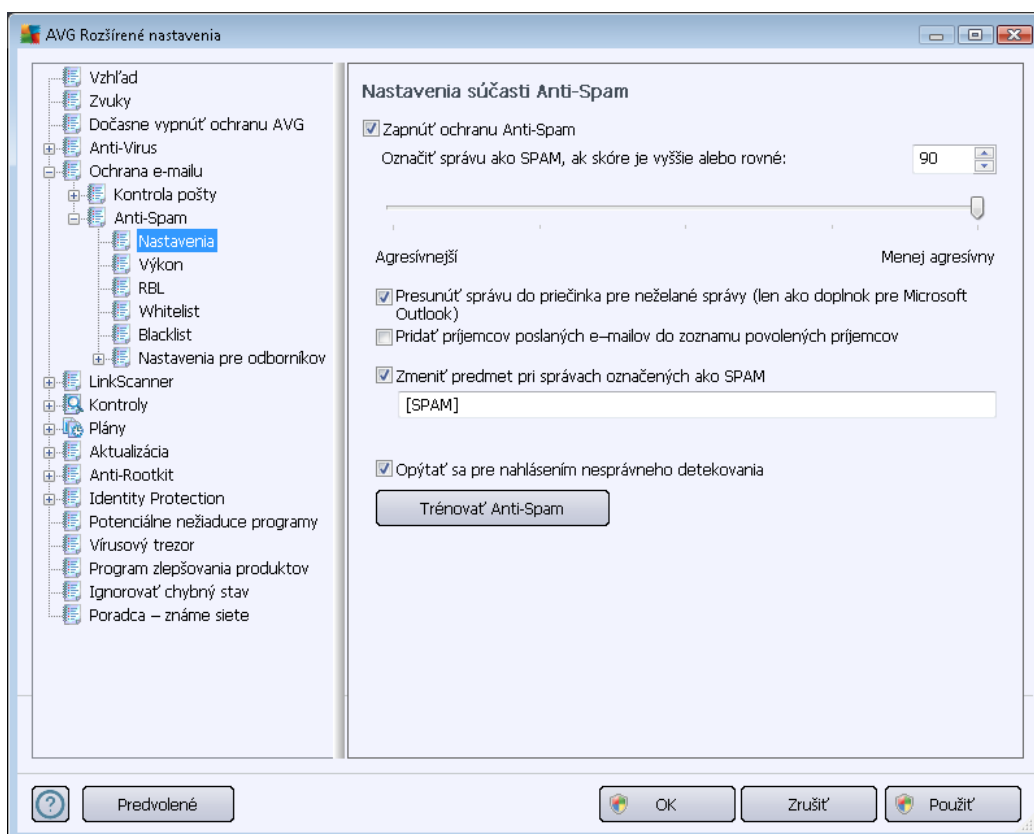 AVG Rozšírené nastavenia
Vzhľad
Zvuky
Dočasne vypnúť ochranu AVG
Anti-Virus
Ochrana e-mailu
Kontrola pošty
Anti-Spam
Nastavenia
Výkon
RBL
Whitelist
Blacklist
Nastavenia pre odborníkov
LinkScanner
Kontroly
Plány
Aktualizácia
Anti-Rootkit
Identity Protection
Potenciálne nežiaduce programy
Vírusový trezor
Program zlepšovania produktov
Ignorovať chybný stav
Poradca – známe siete
Nastavenia súčasti Anti-Spam
Zapnúť ochranu Anti-Spam
Označiť správu ako SPAM, ak skóre je vyššie alebo rovné: 90
Agresívnejší Menej agresívny
Presunúť správu do priečinka pre neželané správy (len ako doplnok pre Microsoft
Outlook)
Pridať príjemcov poslaných e–mailov do zoznamu povolených príjemcov
Zmeniť predmet pri správach označených ako SPAM
[SPAM]
Opýtať sa pre nahlásením nesprávneho detekovania
Trénovať Anti-Spam
Predvolené OK Zrušiť Použiť